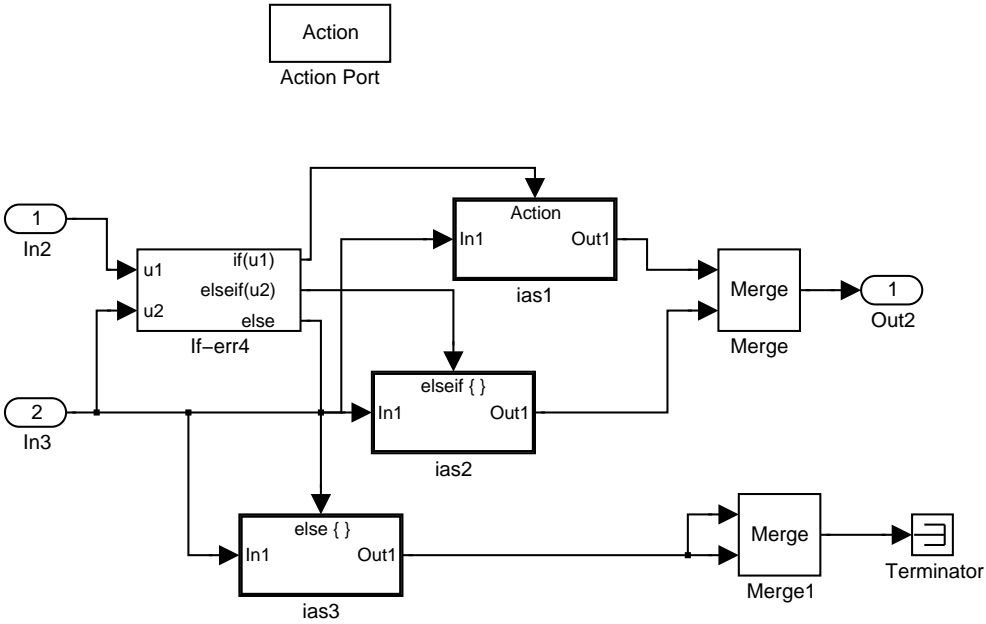 Action
Action Port
1
In2
u1
u2
if(u1)
elseif(u2)
else
If−err4
Action
In1
Out1
ias1
Merge
Merge
1
Out2
2
In3
elseif { }
In1
Out1
ias2
else { }
In1
Out1
ias3
Merge
Merge1
Terminator